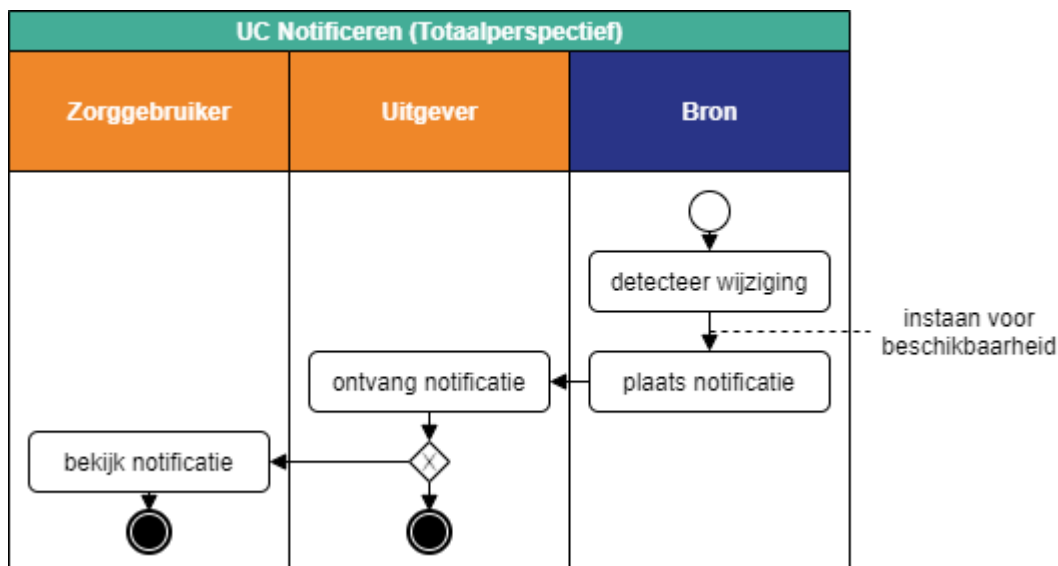 UC Notificeren (Totaalperspectief)
Zorggebruiker
Uitgever
Bron
detecteer wijziging
instaan voor
beschikbaarheid
ontvang notificatie
plaats notificatie
bekijk notificatie
X